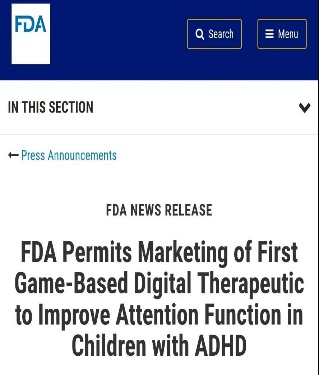 FDA
Search
Menu
IN THIS SECTION
Press Announcements
FDA NEWS RELEASE
FDA Permits Marketing of First
Game-Based Digital Therapeutic
to Improve Attention Function in
Children with ADHD